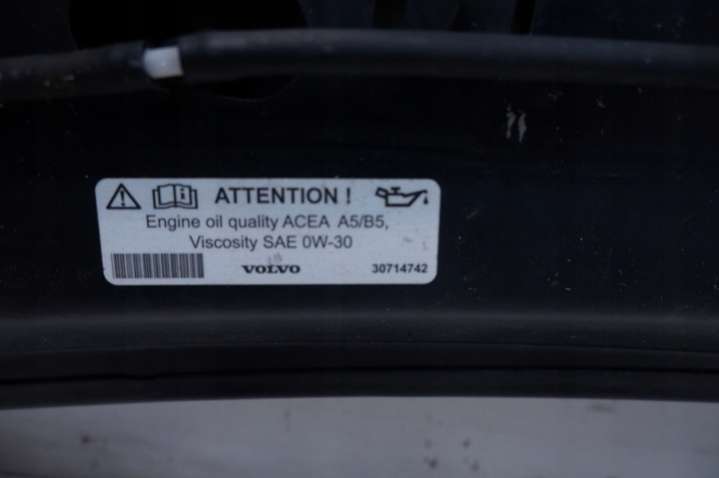 ATTENTION !
Engine oil quality ACEA A5/B5,
Viscosity SAE 0W-30
VOLVO 30714742